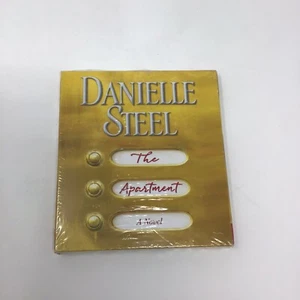 DANIELLE
STEEL
The
Apartment
A Novel